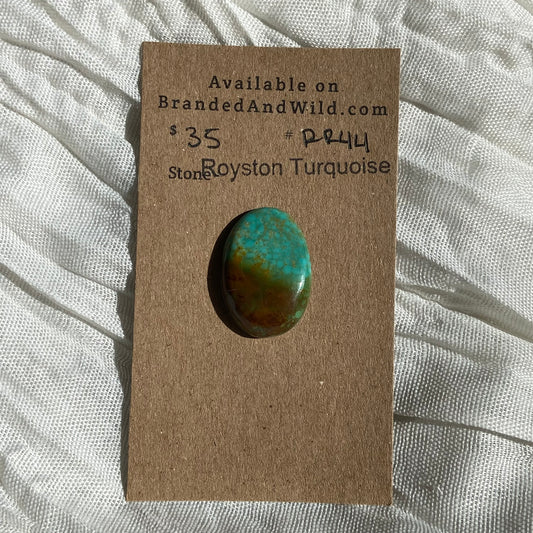 Available on
BrandedAndWild.com
$ 35 # RR44
Stone Royston Turquoise